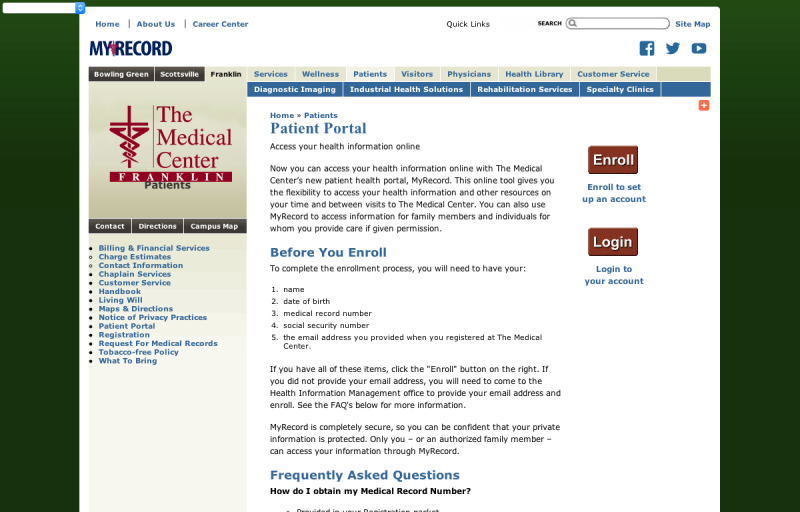 Home | About Us | Career Center
Quick Links
SEARCH
Site Map
MYRECORD
Bowling Green Scottsville Franklin
Services Wellness Patients Visitors Physicians Health Library Customer Service
Diagnostic Imaging Industrial Health Solutions Rehabilitation Services Specialty Clinics
The
Medical
Center
FRANKLIN
Patients
Contact Directions Campus Map
Billing & Financial Services
Charge Estimates
Contact Information
Chaplain Services
Customer Service
Handbook
Living Will
Maps & Directions
Notice of Privacy Practices
Patient Portal
Registration
Request For Medical Records
Tobacco-free Policy
What To Bring
Home » Patients
Patient Portal
Access your health information online
Now you can access your health information online with The Medical
Center's new patient health portal, MyRecord. This online tool gives you
the flexibility to access your health information and other resources on
your time and between visits to The Medical Center. You can also use
MyRecord to access information for family members and individuals for
whom you provide care if given permission.
Before You Enroll
To complete the enrollment process, you will need to have your:
1. name
2. date of birth
3. medical record number
4. social security number
5. the email address you provided when you registered at The Medical
Center.
If you have all of these items, click the "Enroll" button on the right. If
you did not provide your email address, you will need to come to the
Health Information Management office to provide your email address and
enroll. See the FAQ's below for more information.
MyRecord is completely secure, so you can be confident that your private
information is protected. Only you – or an authorized family member –
can access your information through MyRecord.
Frequently Asked Questions
How do I obtain my Medical Record Number?
Provided in your Registration packet
Enroll
Enroll to set
up an account
Login
Login to
your account